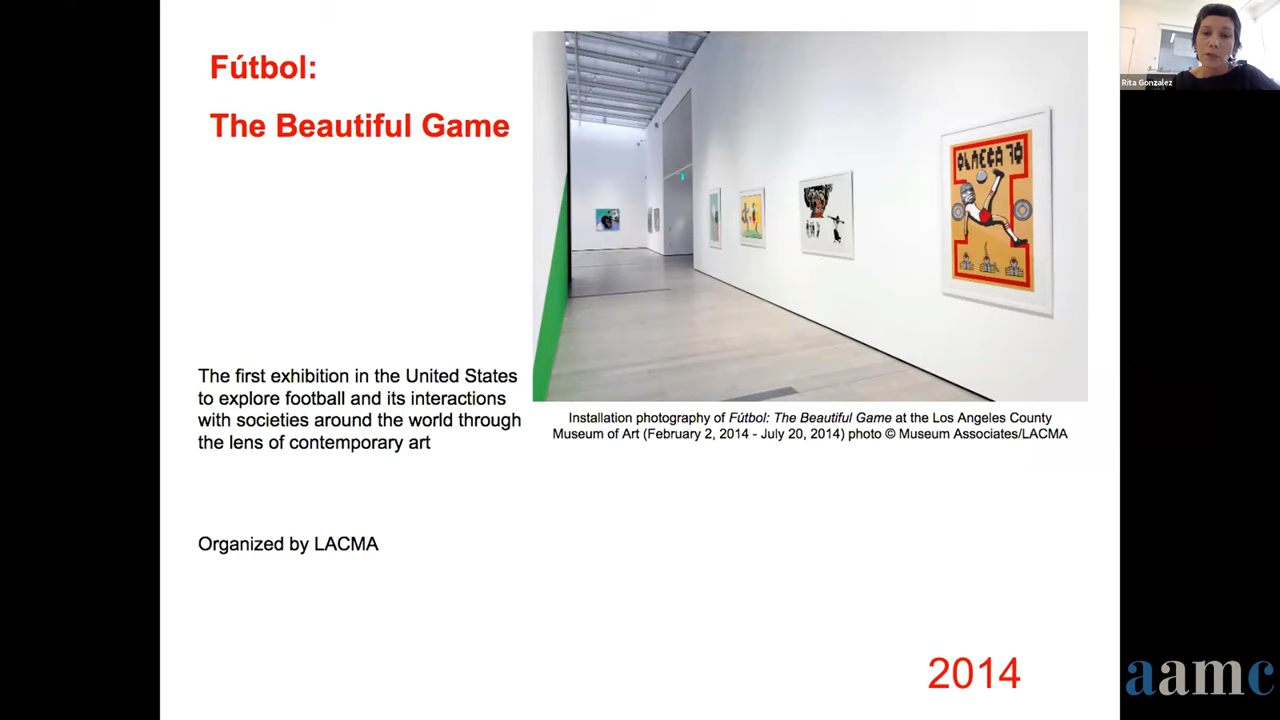 Fútbol:
The Beautiful Game
Rita Gonzalez
OLMECA 70
The first exhibition in the United States
to explore football and its interactions
with societies around the world through
the lens of contemporary art
Installation photography of Fútbol: The Beautiful Game at the Los Angeles County
Museum of Art (February 2, 2014 - July 20, 2014) photo © Museum Associates/LACMA
Organized by LACMA
2014
aamc